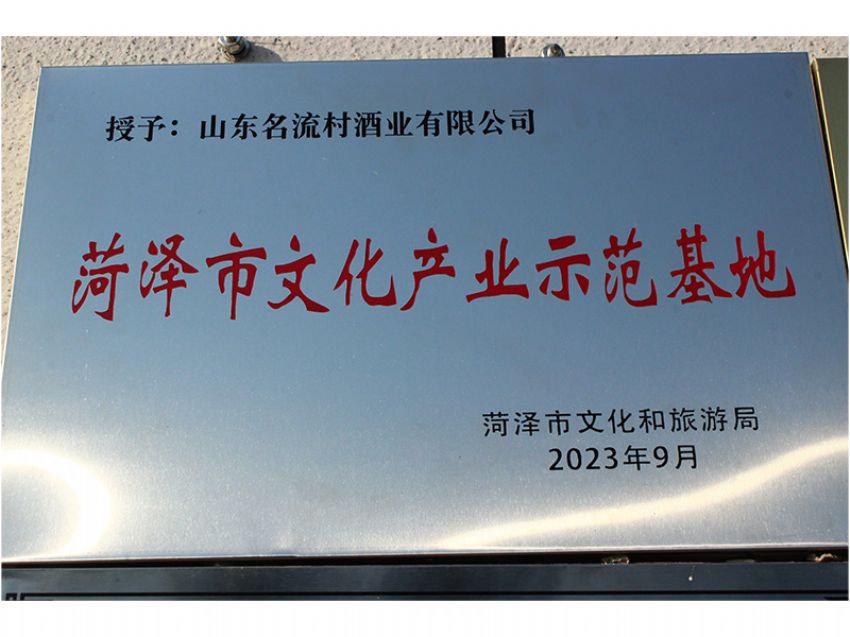 授予：山东名流村酒业有限公司
菏泽市文化产业示范基地
菏泽市文化和旅游局
2023年9月